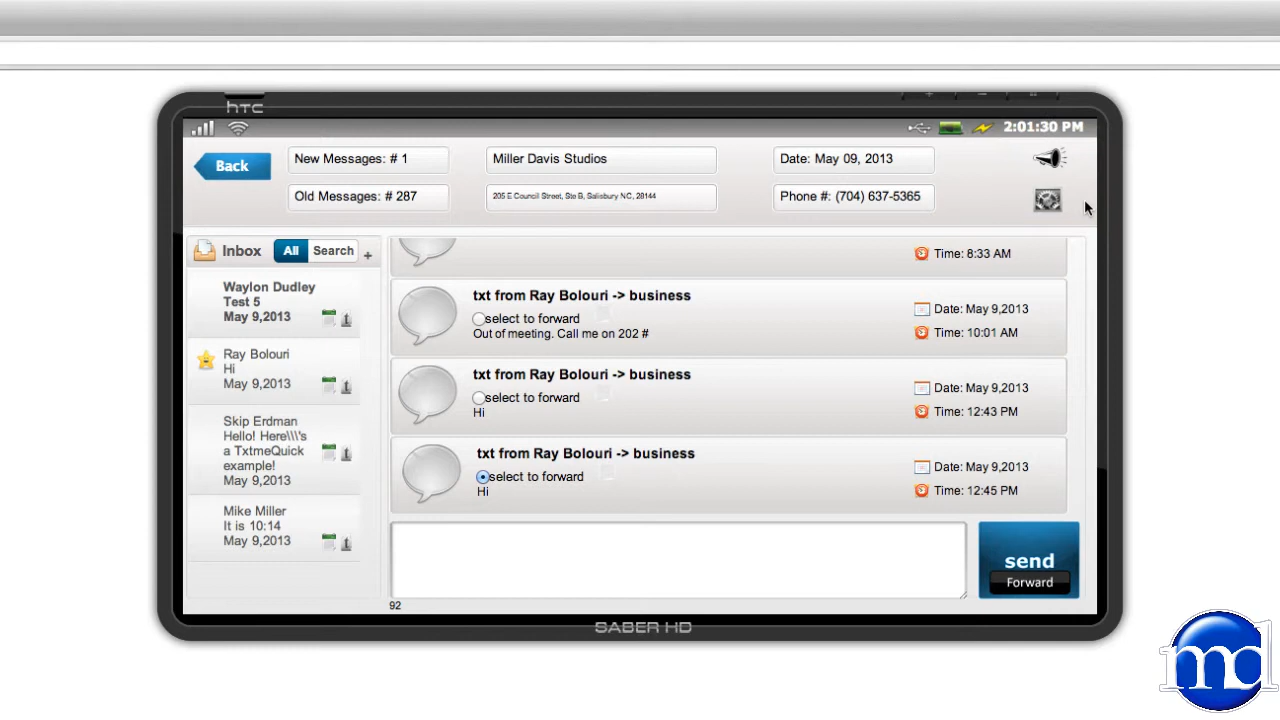 hTC
2:01:30 PM
Back
New Messages: # 1
Miller Davis Studios
Date: May 09, 2013
Old Messages: # 287
205 E Council Street, Ste B, Salisbury NC, 28144
Phone #: (704) 637-5365
Inbox
All
Search
+
Waylon Dudley
Test 5
May 9,2013
Ray Bolouri
Hi
May 9,2013
Skip Erdman
Hello! Here\\\'s
a TxtmeQuick
example!
May 9,2013
Mike Miller
It is 10:14
May 9,2013
Time: 8:33 AM
txt from Ray Bolouri -> business
select to forward
Out of meeting. Call me on 202 #
Date: May 9,2013
Time: 10:01 AM
txt from Ray Bolouri -> business
select to forward
Hi
Date: May 9,2013
Time: 12:43 PM
txt from Ray Bolouri -> business
select to forward
Hi
Date: May 9,2013
Time: 12:45 PM
send
Forward
92
SABER HD
md